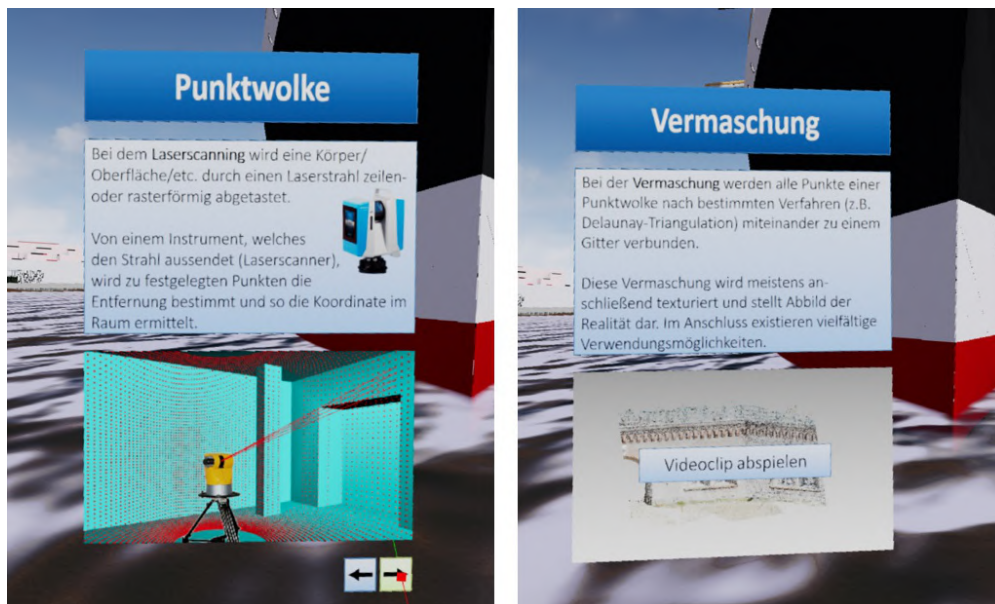 Punktwolke
Bei dem Laserscanning wird eine Körper/
Oberfläche/etc. durch einen Laserstrahl zeilen-
oder rasterförmig abgetastet.
Von einem Instrument, welches
den Strahl aussendet (Laserscanner),
wird zu festgelegten Punkten die
Entfernung bestimmt und so die Koordinate im
Raum ermittelt.
Vermaschung
Bei der Vermaschung werden alle Punkte einer
Punktwolke nach bestimmten Verfahren (z.B.
Delaunay-Triangulation) miteinander zu einem
Gitter verbunden.
Diese Vermaschung wird meistens an-
schließend texturiert und stellt Abbild der
Realität dar. Im Anschluss existieren vielfältige
Verwendungsmöglichkeiten.
Videoclip abspielen